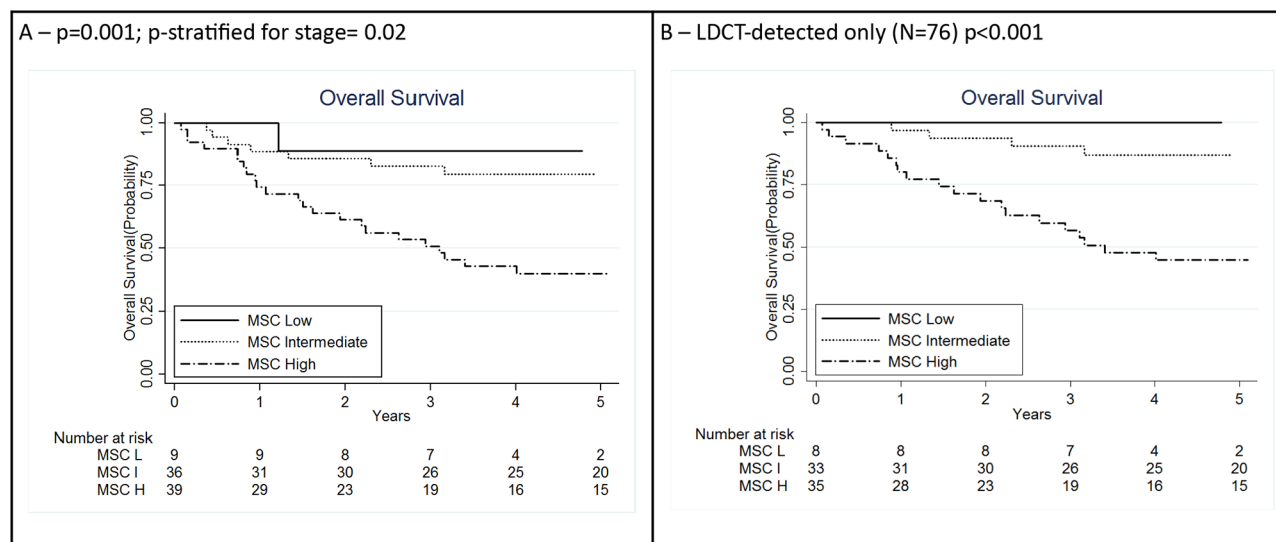 A – p=0.001; p-stratified for stage= 0.02
Overall Survival
Overall Survival(Probability)
1.00
0.75
0.50
0.25
0.00
MSC Low
MSC Intermediate
MSC High
0 1 2 3 4 5
Years
Number at risk
MSC L 9 9 8 7 4 2
MSC I 36 31 30 26 25 20
MSC H 39 29 23 19 16 15
B – LDCT-detected only (N=76) p<0.001
Overall Survival
Overall Survival(Probability)
1.00
0.75
0.50
0.25
0.00
MSC Low
MSC Intermediate
MSC High
0 1 2 3 4 5
Years
Number at risk
MSC L 8 8 8 7 4 2
MSC I 33 31 30 26 25 20
MSC H 35 28 23 19 16 15